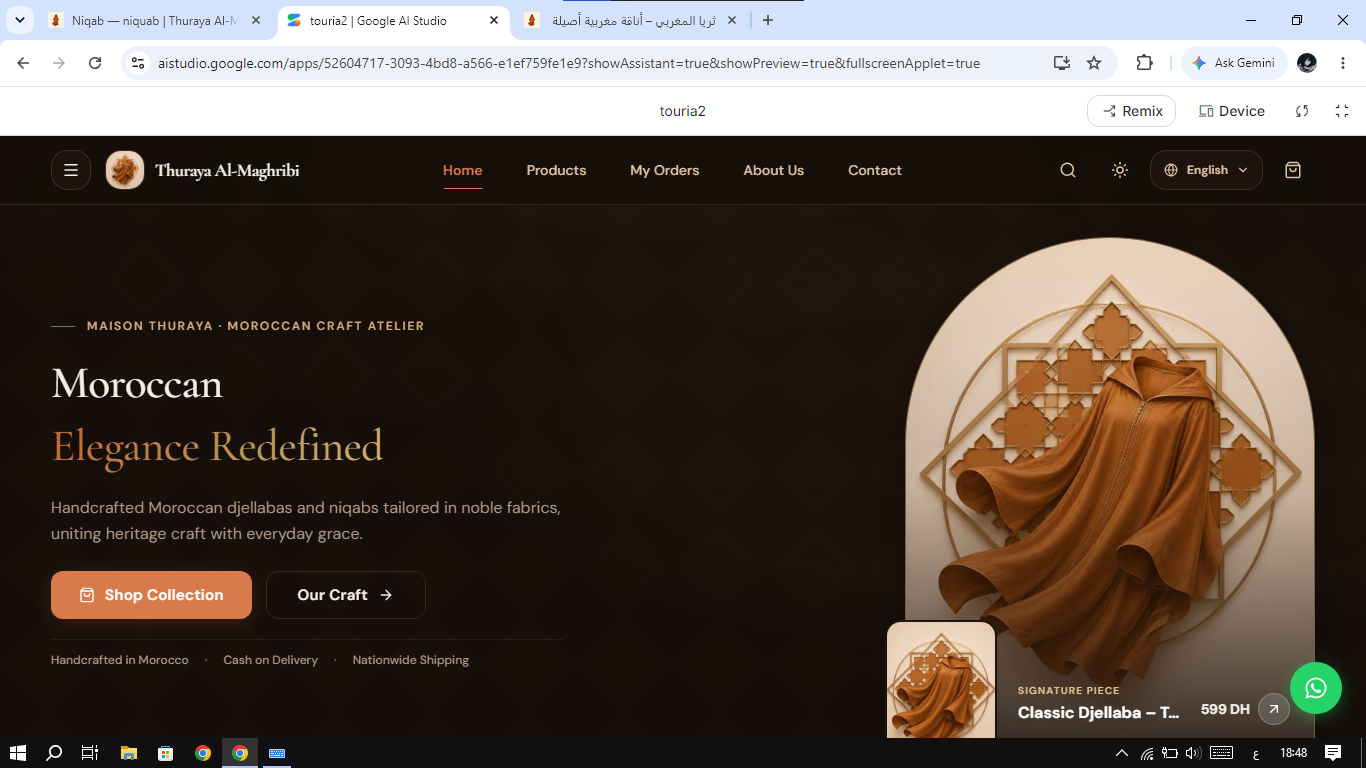 Niqab — niquab | Thuraya Al-M
touria2 | Google AI Studio
ثريا المغربي – أناقة مغربية أصيلة
aistudio.google.com/apps/52604717-3093-4bd8-a566-e1ef759fe1e9?showAssistant=true&showPreview=true&fullscreenApplet=true
Ask Gemini
touria2
Remix
Device
Thuraya Al-Maghribi
Home
Products
My Orders
About Us
Contact
English
MAISON THURAYA · MOROCCAN CRAFT ATELIER
Moroccan
Elegance Redefined
Handcrafted Moroccan djellabas and niqabs tailored in noble fabrics,
uniting heritage craft with everyday grace.
Shop Collection
Our Craft
Handcrafted in Morocco · Cash on Delivery · Nationwide Shipping
SIGNATURE PIECE
Classic Djellaba – T...
599 DH
ع
18:48